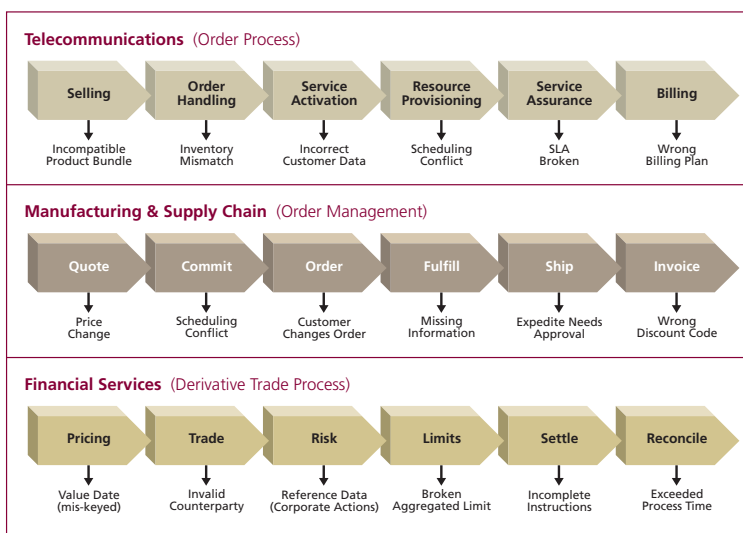 Telecommunications (Order Process)
Selling
Order
Handling
Service
Activation
Resource
Provisioning
Service
Assurance
Billing
Incompatible
Product Bundle
Inventory
Mismatch
Incorrect
Customer Data
Scheduling
Conflict
SLA
Broken
Wrong
Billing Plan
Manufacturing & Supply Chain (Order Management)
Quote
Commit
Order
Fulfill
Ship
Invoice
Price
Change
Scheduling
Conflict
Customer
Changes Order
Missing
Information
Expedite Needs
Approval
Wrong
Discount Code
Financial Services (Derivative Trade Process)
Pricing
Trade
Risk
Limits
Settle
Reconcile
Value Date
(mis-keyed)
Invalid
Counterparty
Reference Data
(Corporate Actions)
Broken
Aggregated Limit
Incomplete
Instructions
Exceeded
Process Time